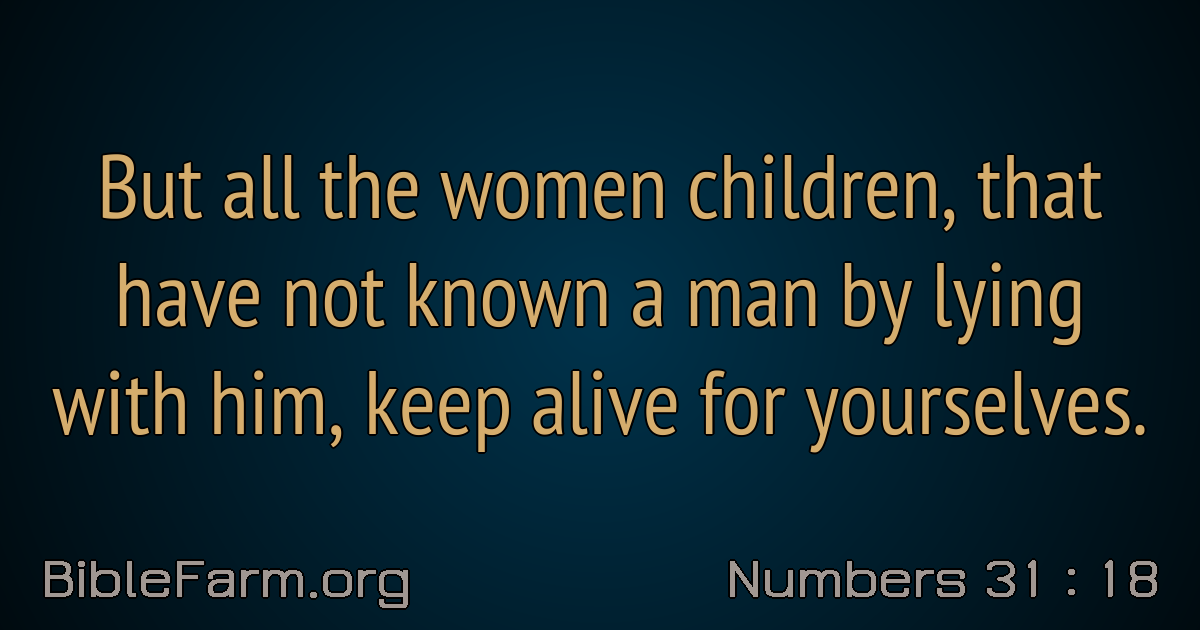 But all the women children, that
have not known a man by lying
with him, keep alive for yourselves.
BibleFarm.org
Numbers 31 : 18